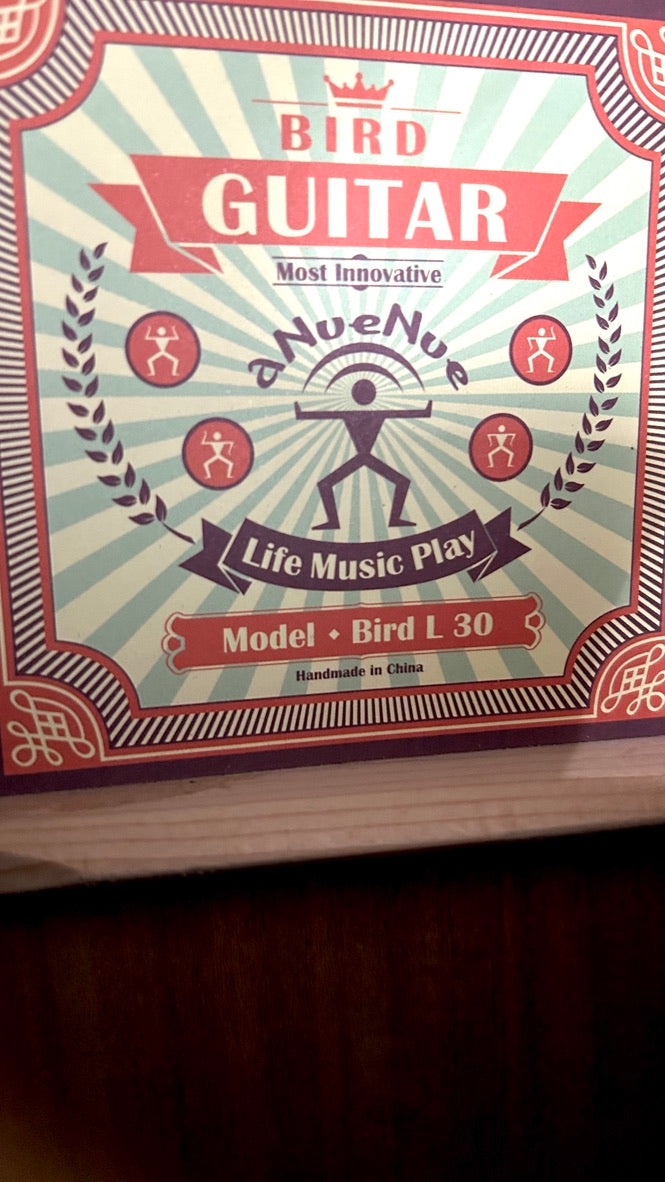 BIRD
GUITAR
Most Innovative
aNueNue
Life Music Play
Model • Bird L 30
Handmade in China